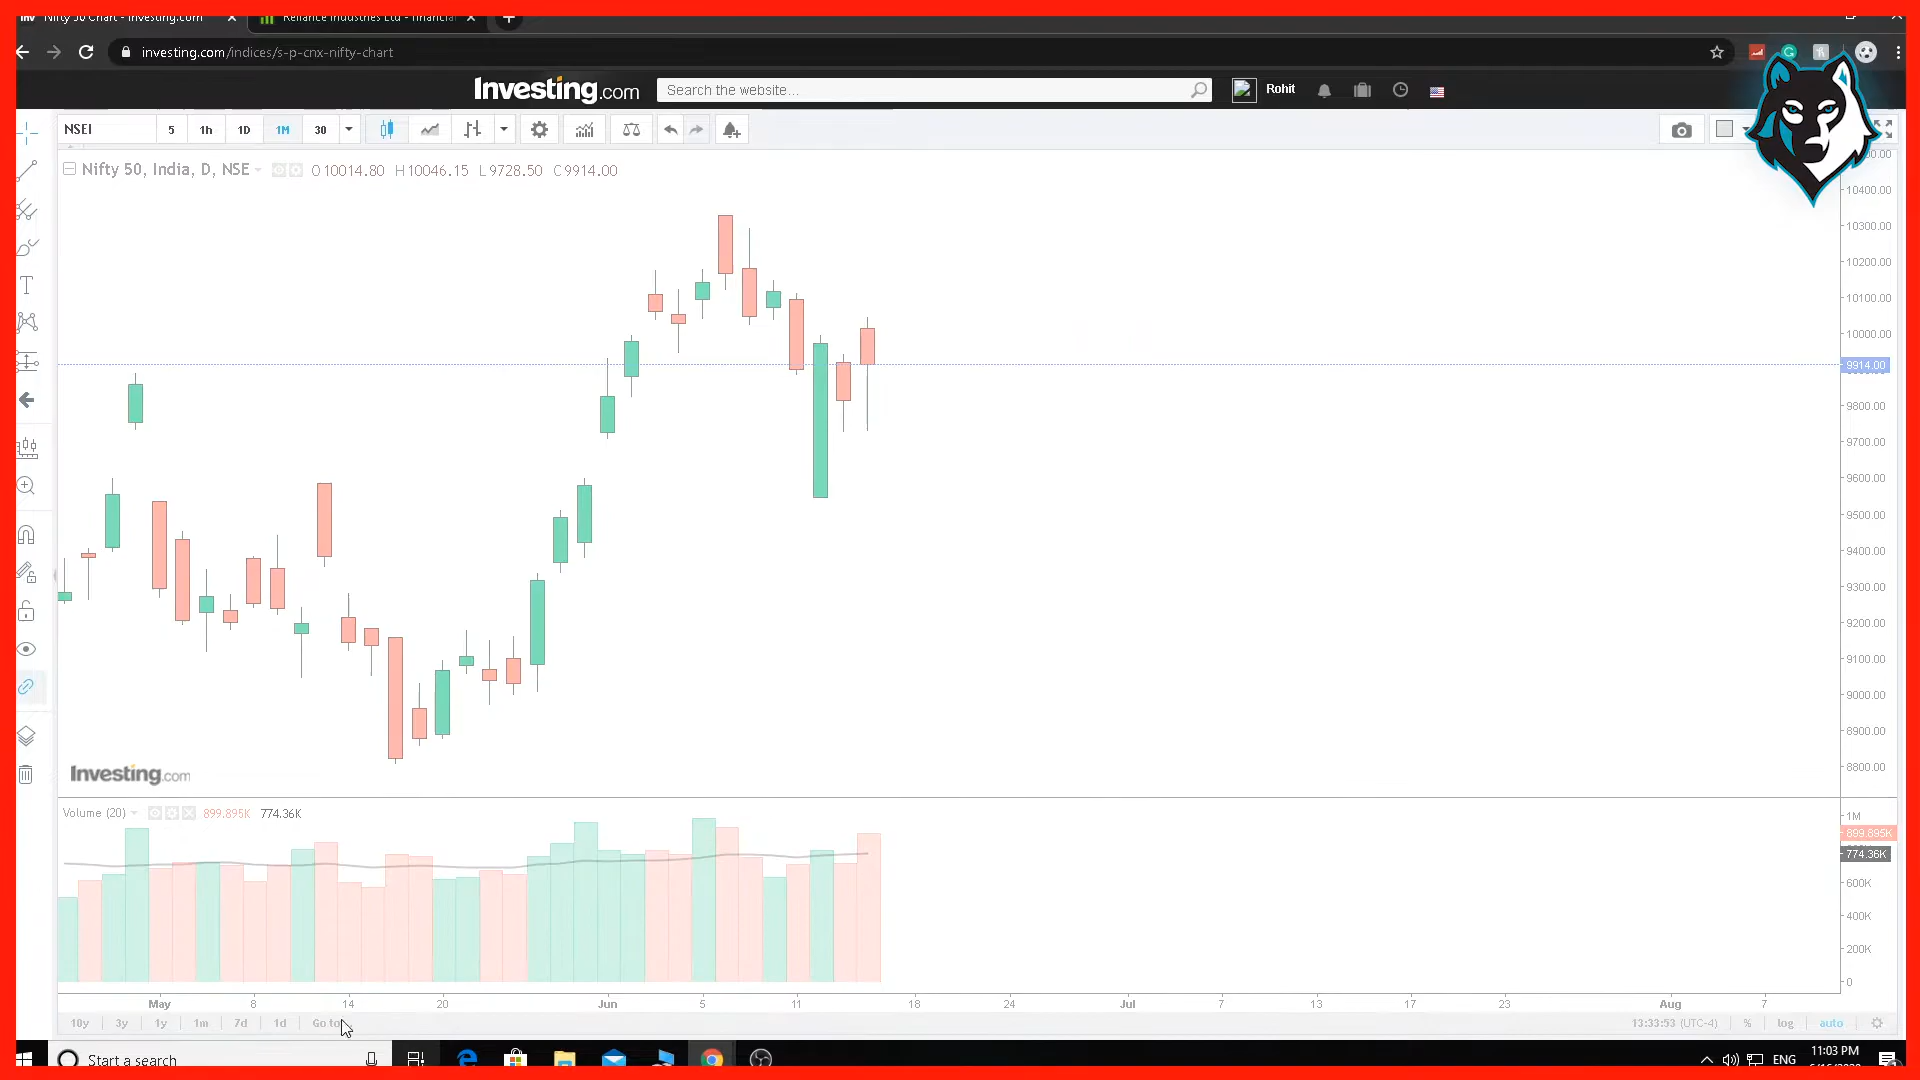 Nifty 50 Chart - Investing.com
Reliance Industries Ltd - financial
investing.com/indices/s-p-cnx-nifty-chart
Investing.com
Search the website...
Rohit
NSEI 5 1h 1D 1M 30
Nifty 50, India, D, NSE O 10014.80 H 10046.15 L 9728.50 C 9914.00
10400.00
10300.00
10200.00
10100.00
10000.00
9914.00
9800.00
9700.00
9600.00
9500.00
9400.00
9300.00
9200.00
9100.00
9000.00
8900.00
8800.00
Investing.com
Volume (20) 899.895K 774.36K
1M
899.895K
774.36K
600K
400K
200K
0
May 8 14 20 Jun 5 11 18 24 Jul 7 13 17 23 Aug 7
10y 3y 1y 1m 7d 1d Go to
13:33:53 (UTC-4) % log auto
Start a search
ENG
11:03 PM